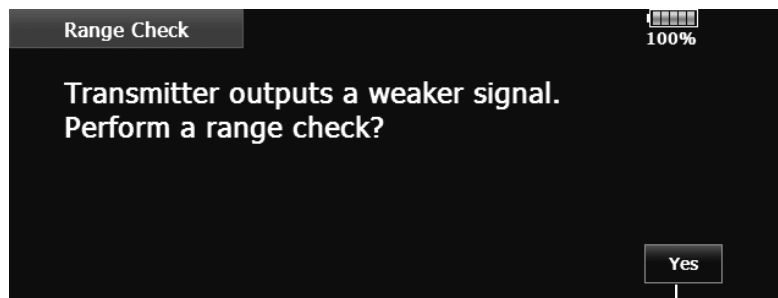 Range Check
100%
Transmitter outputs a weaker signal.
Perform a range check?
Yes